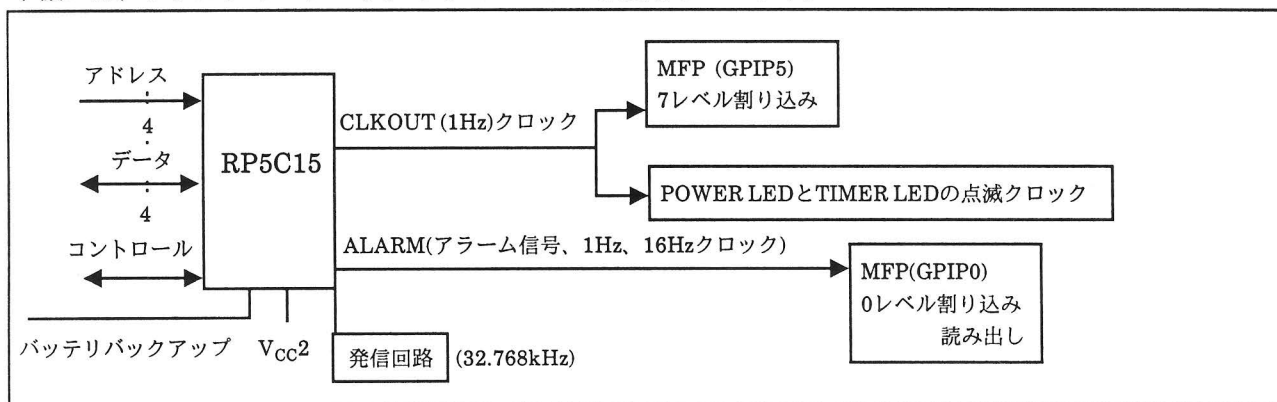 アドレス
4
データ
4
コントロール
RP5C15
CLKOUT (1Hz)クロック
MFP (GPIP5)
7レベル割り込み
POWER LEDとTIMER LEDの点滅クロック
ALARM(アラーム信号、1Hz、16Hzクロック)
MFP(GPIP0)
0レベル割り込み
読み出し
バッテリバックアップ
VCC2
発信回路
(32.768kHz)